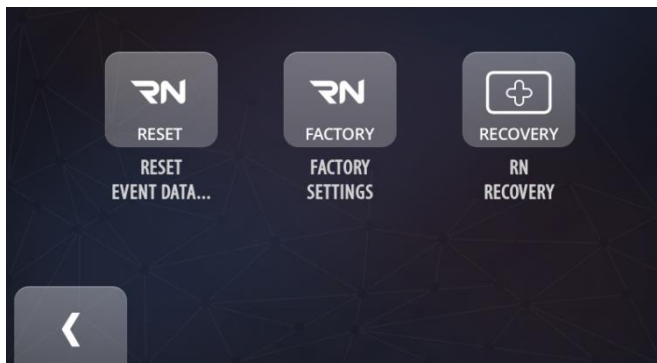 RN
RESET
RESET
EVENT DATA...
RN
FACTORY
FACTORY
SETTINGS
RECOVERY
RN
RECOVERY